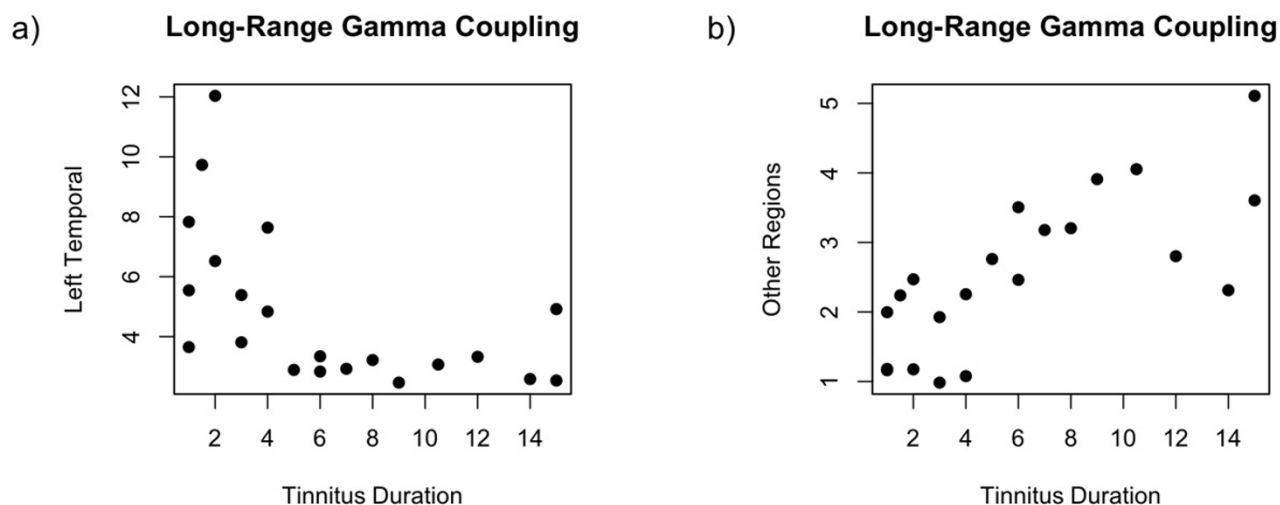 a)
Long-Range Gamma Coupling
Left Temporal
12
10
8
6
4
2 4 6 8 10 12 14
Tinnitus Duration
b)
Long-Range Gamma Coupling
Other Regions
5
4
3
2
1
2 4 6 8 10 12 14
Tinnitus Duration